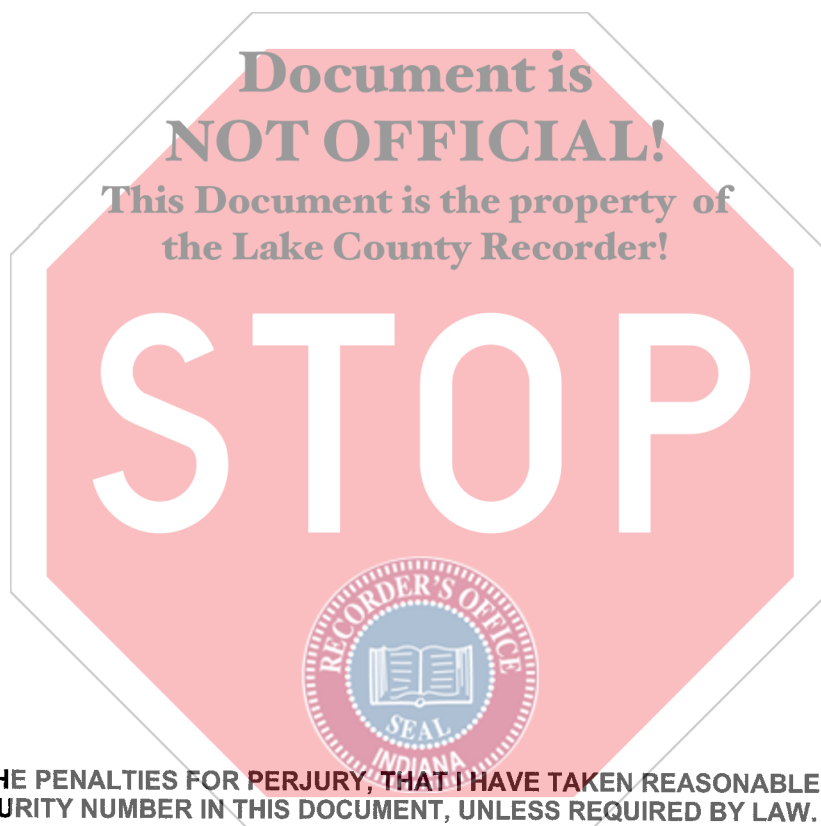 Document is
NOT OFFICIAL!
This Document is the property of
the Lake County Recorder!
STOP
RECORDER'S OFFICE
SEAL
INDIANA
HE PENALTIES FOR PERJURY, THAT I HAVE TAKEN REASONABLE
URITY NUMBER IN THIS DOCUMENT, UNLESS REQUIRED BY LAW.